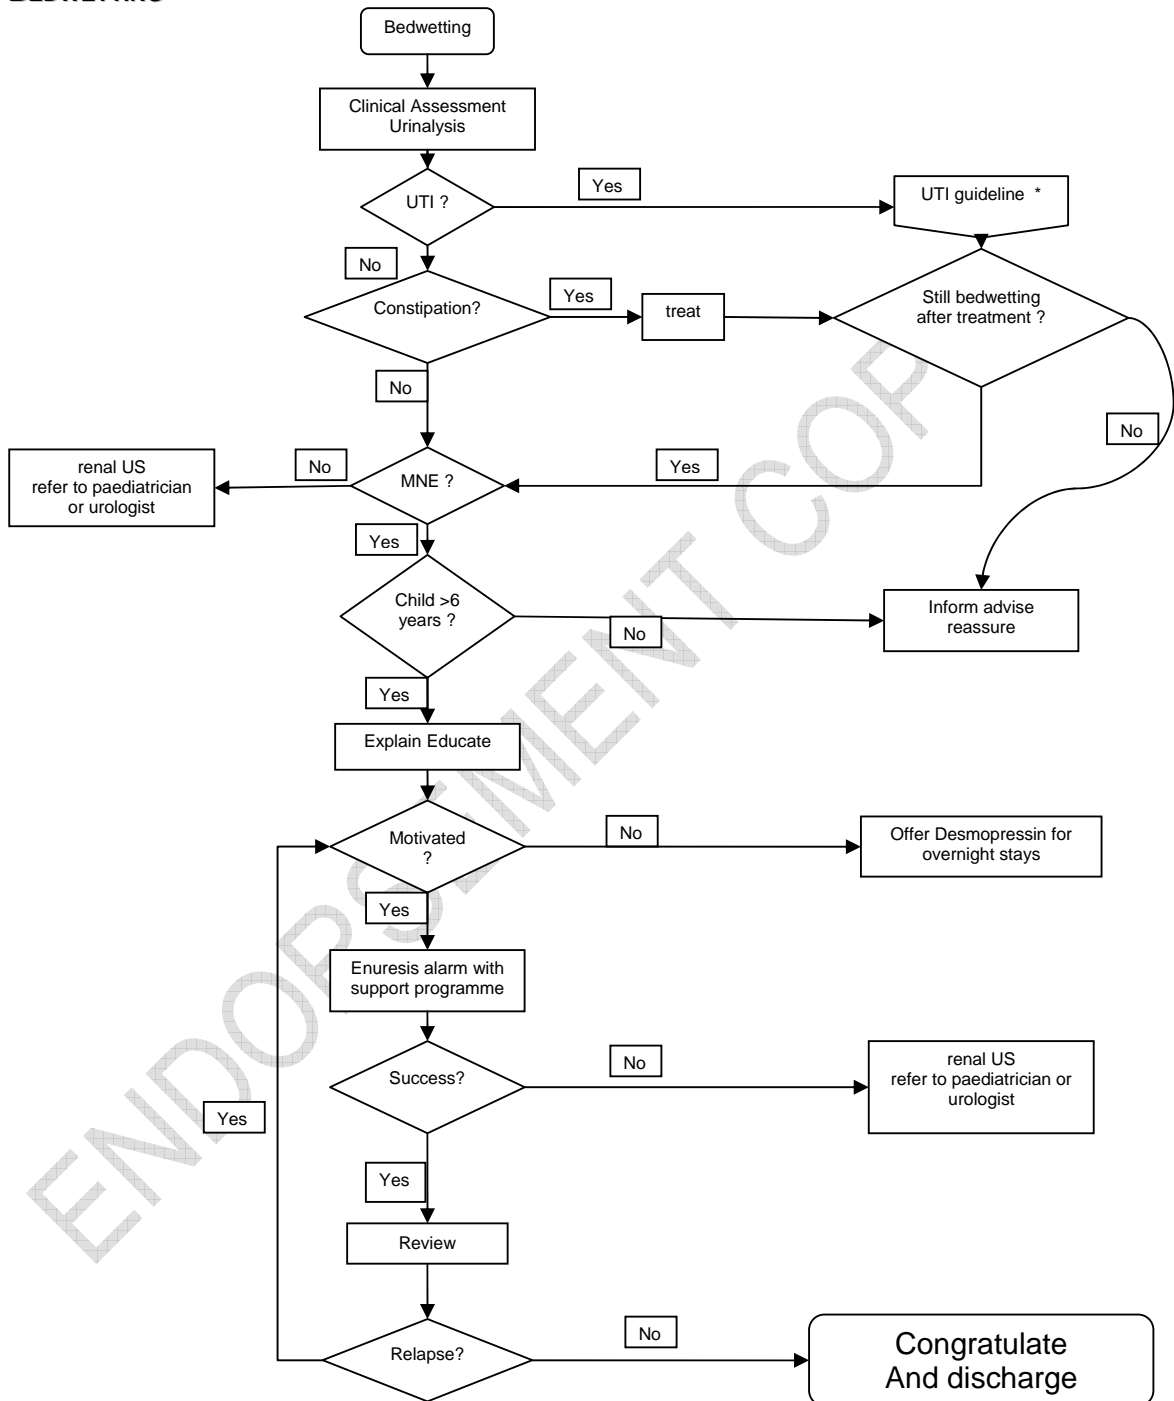 Bedwetting
Clinical Assessment
Urinalysis
UTI ?
Yes
UTI guideline *
No
Constipation?
Yes
treat
Still bedwetting
after treatment ?
No
No
renal US
refer to paediatrician
or urologist
No
MNE ?
Yes
Yes
Child >6
years ?
No
Inform advise
reassure
Yes
Explain Educate
Motivated
?
No
Offer Desmopressin for
overnight stays
Yes
Enuresis alarm with
support programme
Success?
No
renal US
refer to paediatrician or
urologist
Yes
Yes
Review
Relapse?
No
Congratulate
And discharge